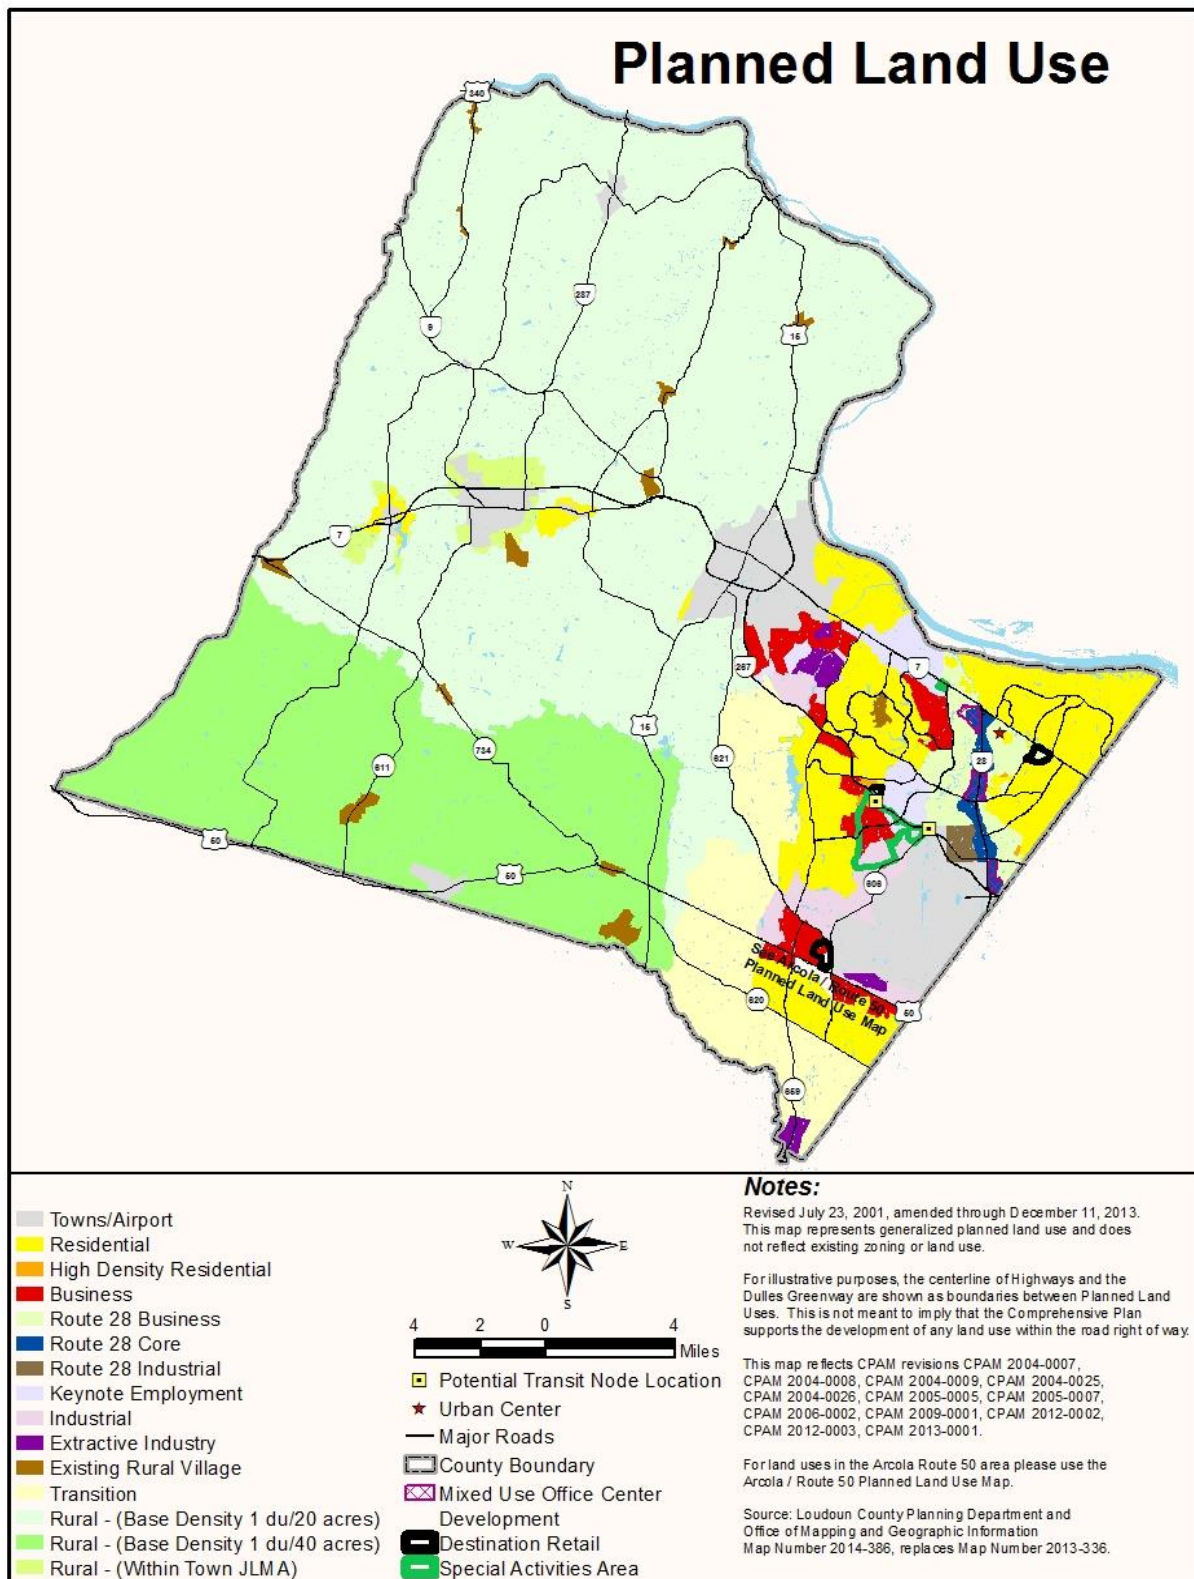 Planned Land Use
340
287
9
15
7
267
7
15
621
28
734
611
50
50
606
See Arcola / Route 50
Planned Land Use Map
620
50
659
Towns/Airport
Residential
High Density Residential
Business
Route 28 Business
Route 28 Core
Route 28 Industrial
Keynote Employment
Industrial
Extractive Industry
Existing Rural Village
Transition
Rural - (Base Density 1 du/20 acres)
Rural - (Base Density 1 du/40 acres)
Rural - (Within Town JLMA)
N
W E
S
4 2 0 4
Miles
Potential Transit Node Location
Urban Center
Major Roads
County Boundary
Mixed Use Office Center
Development
Destination Retail
Special Activities Area
Notes:
Revised July 23, 2001, amended through December 11, 2013.
This map represents generalized planned land use and does
not reflect existing zoning or land use.
For illustrative purposes, the centerline of Highways and the
Dulles Greenway are shown as boundaries between Planned Land
Uses. This is not meant to imply that the Comprehensive Plan
supports the development of any land use within the road right of way.
This map reflects CPAM revisions CPAM 2004-0007,
CPAM 2004-0008, CPAM 2004-0009, CPAM 2004-0025,
CPAM 2004-0026, CPAM 2005-0005, CPAM 2005-0007,
CPAM 2006-0002, CPAM 2009-0001, CPAM 2012-0002,
CPAM 2012-0003, CPAM 2013-0001.
For land uses in the Arcola Route 50 area please use the
Arcola / Route 50 Planned Land Use Map.
Source: Loudoun County Planning Department and
Office of Mapping and Geographic Information
Map Number 2014-386, replaces Map Number 2013-336.